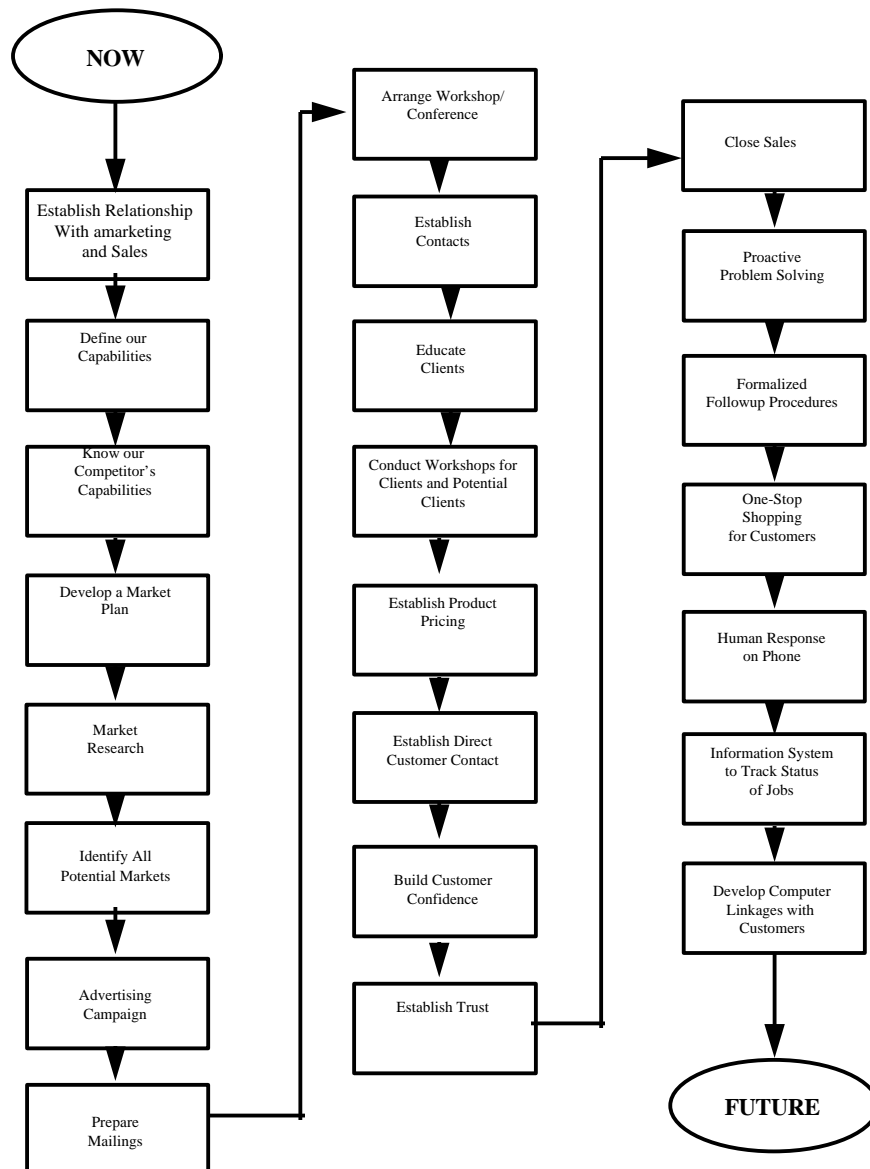 NOW
Establish Relationship
With amarketing
and Sales
Define our
Capabilities
Know our
Competitor’s
Capabilities
Develop a Market
Plan
Market
Research
Identify All
Potential Markets
Advertising
Campaign
Prepare
Mailings
Arrange Workshop/
Conference
Establish
Contacts
Educate
Clients
Conduct Workshops for
Clients and Potential
Clients
Establish Product
Pricing
Establish Direct
Customer Contact
Build Customer
Confidence
Establish Trust
Close Sales
Proactive
Problem Solving
Formalized
Followup Procedures
One-Stop
Shopping
for Customers
Human Response
on Phone
Information System
to Track Status
of Jobs
Develop Computer
Linkages with
Customers
FUTURE